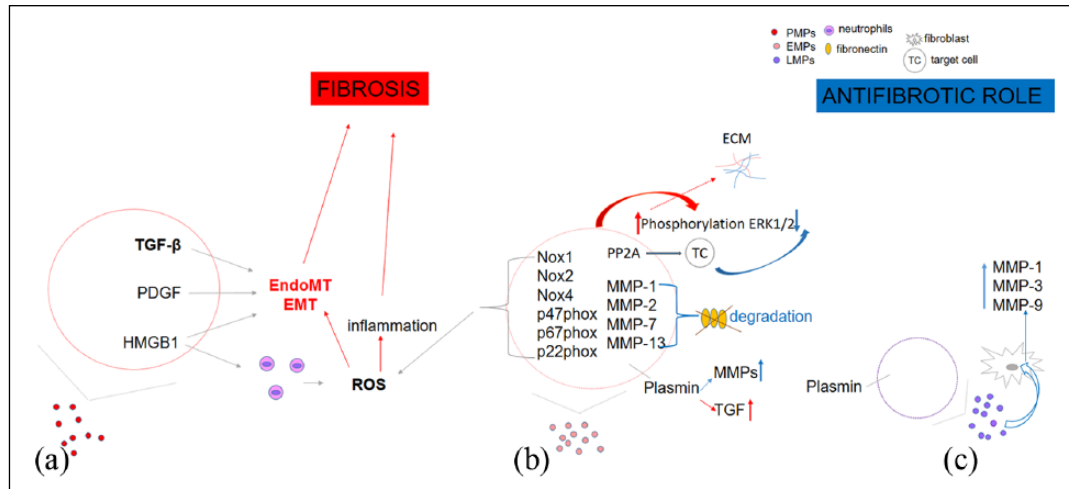 PMPs
EMPs
LMPs
neutrophils
fibronectin
fibroblast
TC
target cell
FIBROSIS
ANTIFIBROTIC ROLE
TGF-β
PDGF
HMGB1
EndoMT
EMT
inflammation
ROS
(a)
ECM
Phosphorylation ERK1/2
PP2A
TC
Nox1
Nox2
Nox4
p47phox
p67phox
p22phox
MMP-1
MMP-2
MMP-7
MMP-13
degradation
Plasmin
MMPs
TGF
(b)
MMP-1
MMP-3
MMP-9
Plasmin
(c)